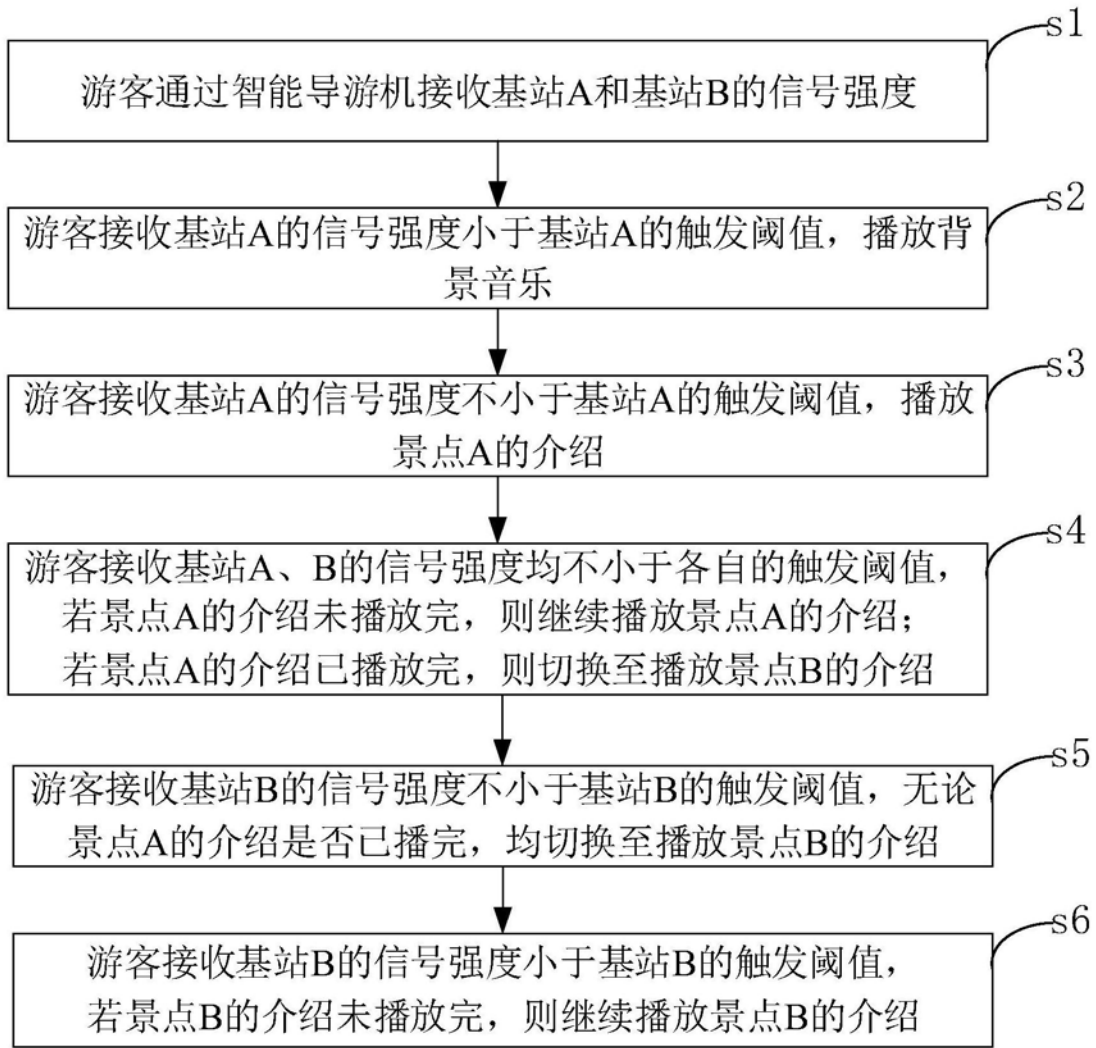 s1
游客通过智能导游机接收基站A和基站B的信号强度
s2
游客接收基站A的信号强度小于基站A的触发阈值，播放背
景音乐
s3
游客接收基站A的信号强度不小于基站A的触发阈值，播放
景点A的介绍
s4
游客接收基站A、B的信号强度均不小于各自的触发阈值，
若景点A的介绍未播放完，则继续播放景点A的介绍；
若景点A的介绍已播放完，则切换至播放景点B的介绍
s5
游客接收基站B的信号强度不小于基站B的触发阈值，无论
景点A的介绍是否已播完，均切换至播放景点B的介绍
s6
游客接收基站B的信号强度小于基站B的触发阈值，
若景点B的介绍未播放完，则继续播放景点B的介绍